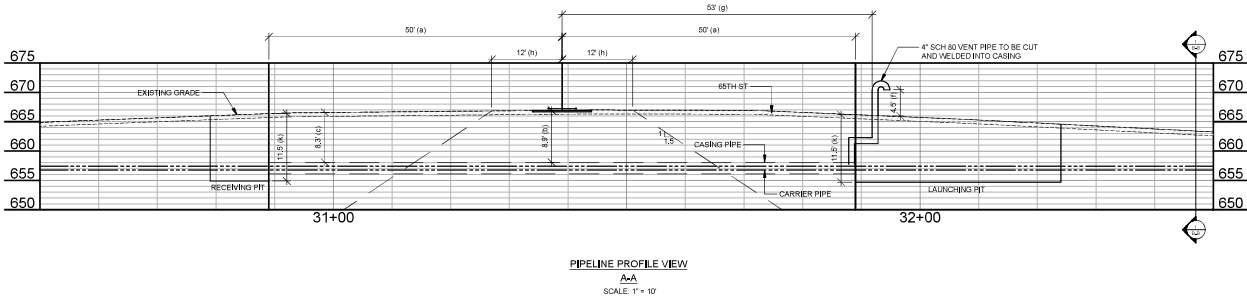 53' (g)
50' (a)
50' (a)
12' (h)
12' (h)
4" SCH 80 VENT PIPE TO BE CUT
AND WELDED INTO CASING
675
675
670
670
EXISTING GRADE
65TH ST
4.5' (f)
665
665
11.5' (k)
8.3' (c)
8.9' (b)
1
1.5
11.5' (k)
660
660
CASING PIPE
655
655
RECEIVING PIT
CARRIER PIPE
LAUNCHING PIT
650
650
31+00
32+00
PIPELINE PROFILE VIEW
A-A
SCALE: 1" = 10'